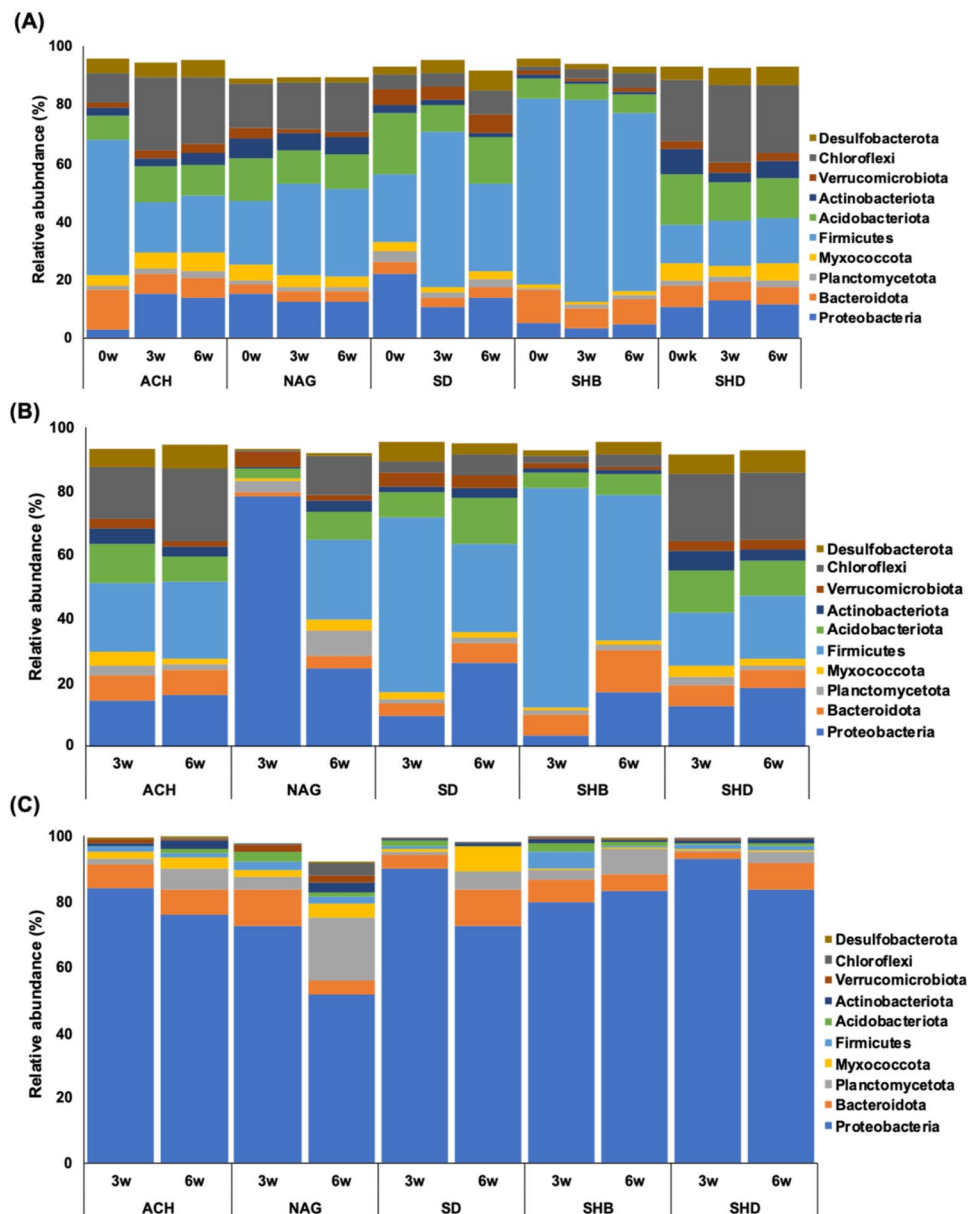 (A)
Relative abubndance (%)
100
80
60
40
20
0
0w 3w 6w 0w 3w 6w 0w 3w 6w 0w 3w 6w 0wk 3w 6w
ACH NAG SD SHB SHD
Desulfobacterota
Chloroflexi
Verrucomicrobiota
Actinobacteriota
Acidobacteriota
Firmicutes
Myxococcota
Planctomycetota
Bacteroidota
Proteobacteria
(B)
Relative abundance (%)
100
80
60
40
20
0
3w 6w 3w 6w 3w 6w 3w 6w 3w 6w
ACH NAG SD SHB SHD
Desulfobacterota
Chloroflexi
Verrucomicrobiota
Actinobacteriota
Acidobacteriota
Firmicutes
Myxococcota
Planctomycetota
Bacteroidota
Proteobacteria
(C)
Relative abundance (%)
100
80
60
40
20
0
3w 6w 3w 6w 3w 6w 3w 6w 3w 6w
ACH NAG SD SHB SHD
Desulfobacterota
Chloroflexi
Verrucomicrobiota
Actinobacteriota
Acidobacteriota
Firmicutes
Myxococcota
Planctomycetota
Bacteroidota
Proteobacteria